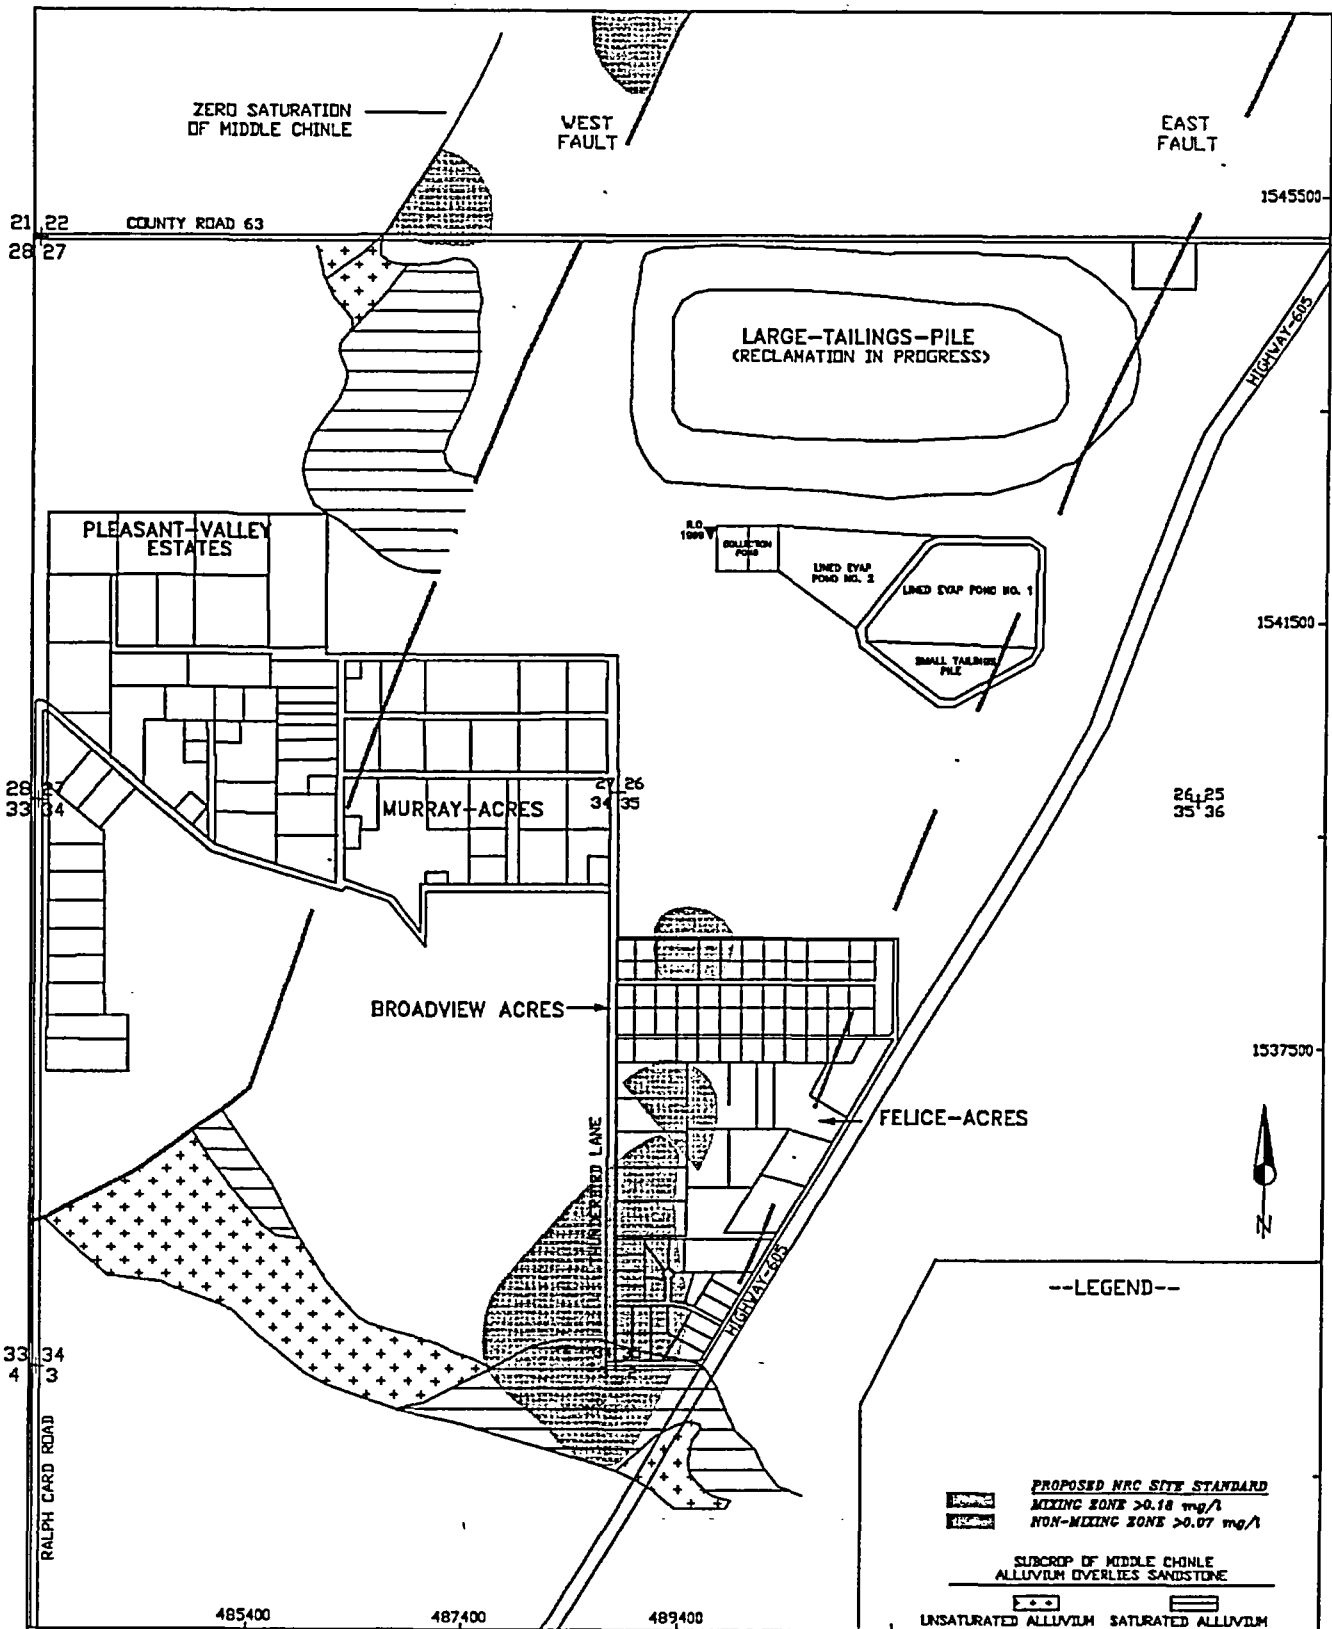 ZERO SATURATION
OF MIDDLE CHINLE
WEST
FAULT
EAST
FAULT
1545500
21 22
28 27
COUNTY ROAD 63
HIGHWAY-605
LARGE-TAILINGS-PILE
(RECLAMATION IN PROGRESS)
PLEASANT-VALLEY
ESTATES
R.O.
COLLECTION
POND
LINED EVAP
POND NO. 2
LINED EVAP POND NO. 1
SMALL TAILINGS
PILE
1541500
28 27
33 34
MURRAY-ACRES
27 26
34 35
26 25
35 36
BROADVIEW ACRES
1537500
FELICE-ACRES
THUNDERBIRD LANE
HIGHWAY-605
N
33 34
4 3
RALPH CARD ROAD
--LEGEND--
PROPOSED NRC SITE STANDARD
MIXING ZONE >0.18 mg/l
NON-MIXING ZONE >0.07 mg/l
SUBCROP OF MIDDLE CHINLE
ALLUVIUM OVERLIES SANDSTONE
UNSATURATED ALLUVIUM SATURATED ALLUVIUM
485400
487400
489400